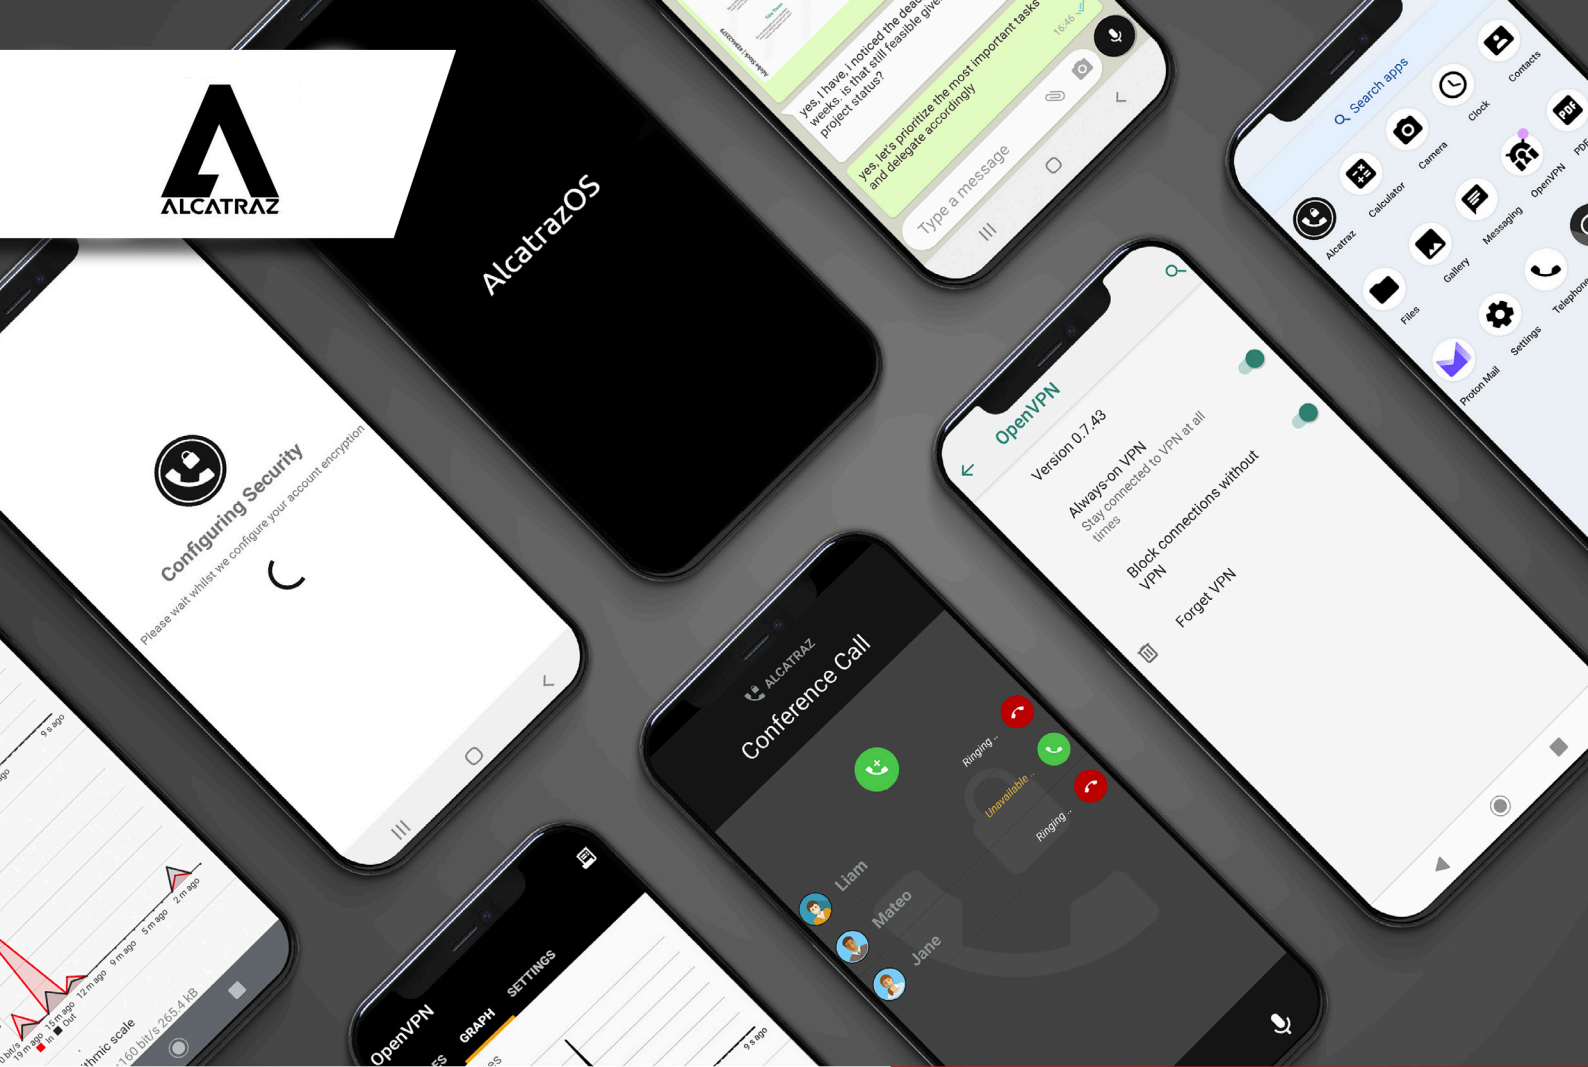 ALCATRAZ
AlcatrazOS
yes, I have, i noticed the
weeks. is that still feasible
project status?
yes, let's prioritize the most important tasks
and delegate accordingly
16:46
Type a message
Search apps
Alcatraz
Calculator
Camera
Clock
Contacts
Files
Gallery
Messaging
OpenVPN
PDF
Proton Mail
Settings
Telephone
Configuring Security
Please wait whilst we configure your account encryption
OpenVPN
Version 0.7.43
Always-on VPN
Stay connected to VPN at all
times
Block connections without
VPN
Forget VPN
ALCATRAZ
Conference Call
Ringing..
Unavailable..
Ringing..
Liam
Mateo
Jane
OpenVPN
GRAPH
SETTINGS
9 s ago
9 s ago
2 m ago
5 m ago
9 m ago
12 m ago
15 m ago
19 m ago
In
Out
160 bit/s 265.4 kB